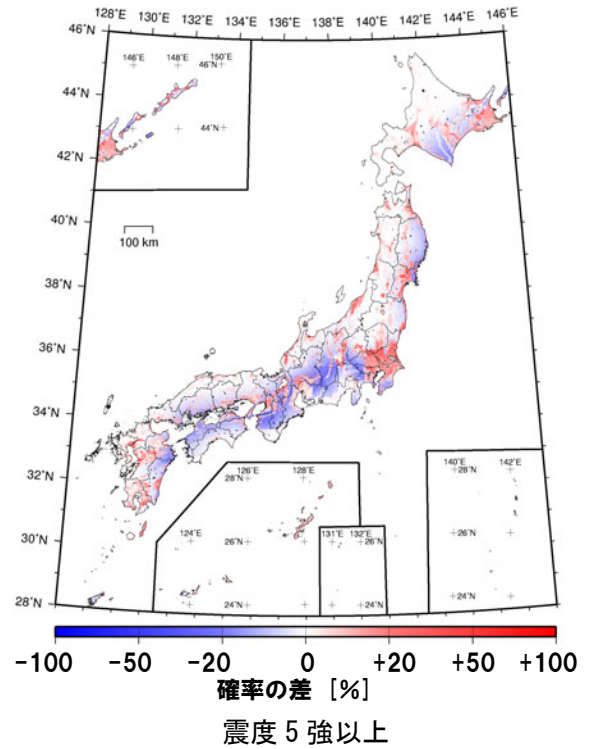 128°E 130°E 132°E 134°E 136°E 138°E 140°E 142°E 144°E 146°E
46°N
146°E 148°E 150°E
46°N
44°N
44°N
42°N
40°N
100 km
38°N
36°N
34°N
32°N
126°E 128°E
28°N
140°E 142°E
28°N
30°N
124°E
26°N
131°E 132°E
26°N
26°N
28°N
24°N
24°N
24°N
-100 -50 -20 0 +20 +50 +100
確率の差 [%]
震度５強以上